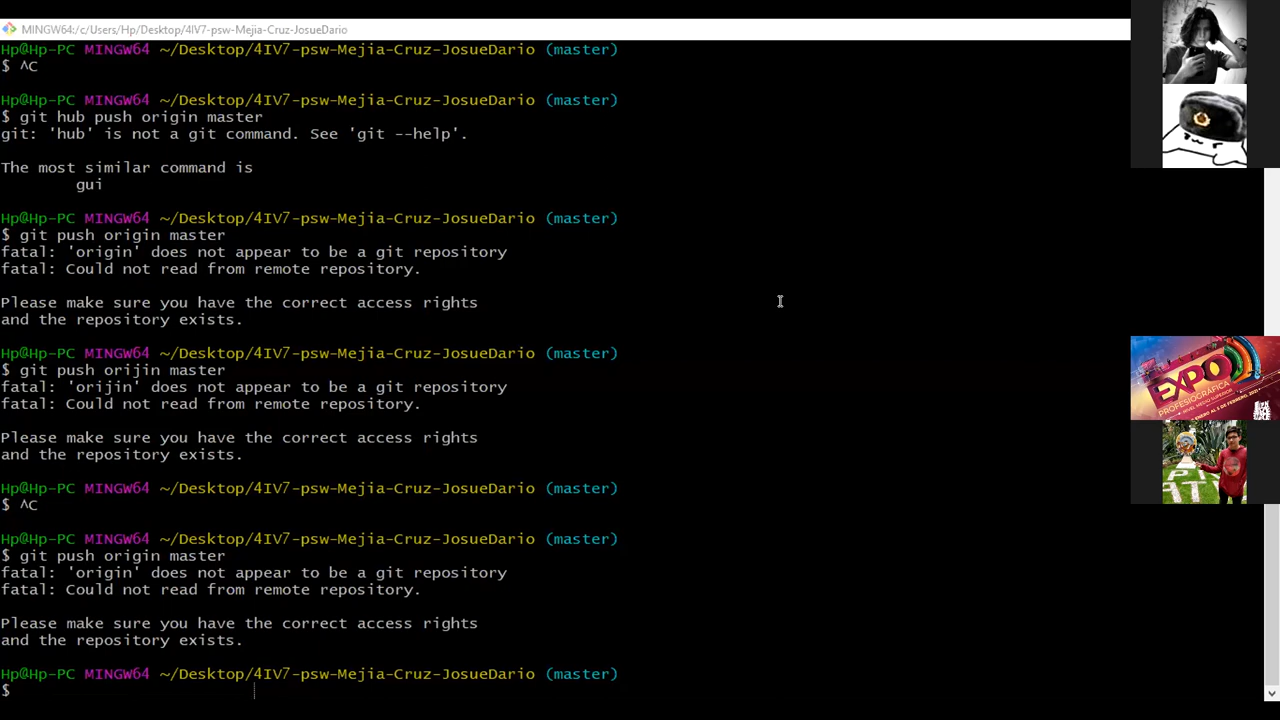 MINGW64:/c/Users/Hp/Desktop/4IV7-psw-Mejia-Cruz-JosueDario
Hp@Hp-PC MINGW64 ~/Desktop/4IV7-psw-Mejia-Cruz-JosueDario (master)
$ ^C
Hp@Hp-PC MINGW64 ~/Desktop/4IV7-psw-Mejia-Cruz-JosueDario (master)
$ git hub push origin master
git: 'hub' is not a git command. See 'git --help'.
The most similar command is
gui
Hp@Hp-PC MINGW64 ~/Desktop/4IV7-psw-Mejia-Cruz-JosueDario (master)
$ git push origin master
fatal: 'origin' does not appear to be a git repository
fatal: Could not read from remote repository.
Please make sure you have the correct access rights
and the repository exists.
Hp@Hp-PC MINGW64 ~/Desktop/4IV7-psw-Mejia-Cruz-JosueDario (master)
$ git push orijin master
fatal: 'orijin' does not appear to be a git repository
fatal: Could not read from remote repository.
Please make sure you have the correct access rights
and the repository exists.
Hp@Hp-PC MINGW64 ~/Desktop/4IV7-psw-Mejia-Cruz-JosueDario (master)
$ ^C
Hp@Hp-PC MINGW64 ~/Desktop/4IV7-psw-Mejia-Cruz-JosueDario (master)
$ git push origin master
fatal: 'origin' does not appear to be a git repository
fatal: Could not read from remote repository.
Please make sure you have the correct access rights
and the repository exists.
Hp@Hp-PC MINGW64 ~/Desktop/4IV7-psw-Mejia-Cruz-JosueDario (master)
$
EXPO
PROFESIOGRÁFICA
NIVEL MEDIO SUPERIOR